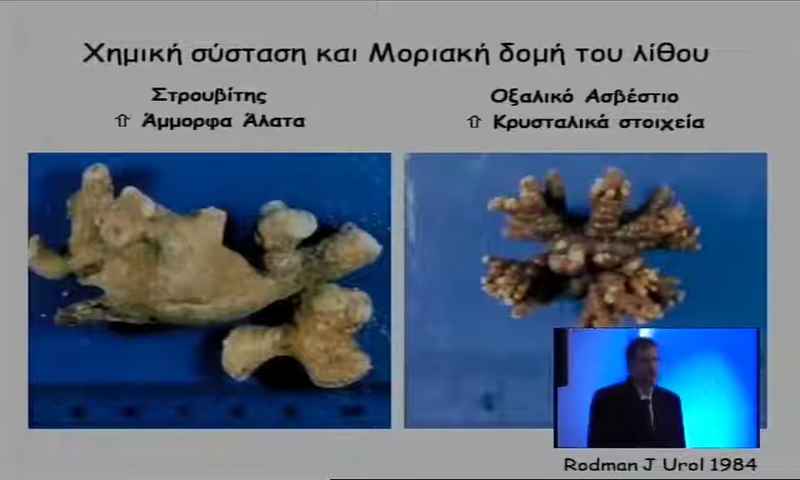 Χημική σύσταση και Μοριακή δομή του λίθου
Στρουβίτης
⇧ Άμμορφα Άλατα
Οξαλικό Ασβέστιο
⇧ Κρυσταλικά στοιχεία
Rodman J Urol 1984